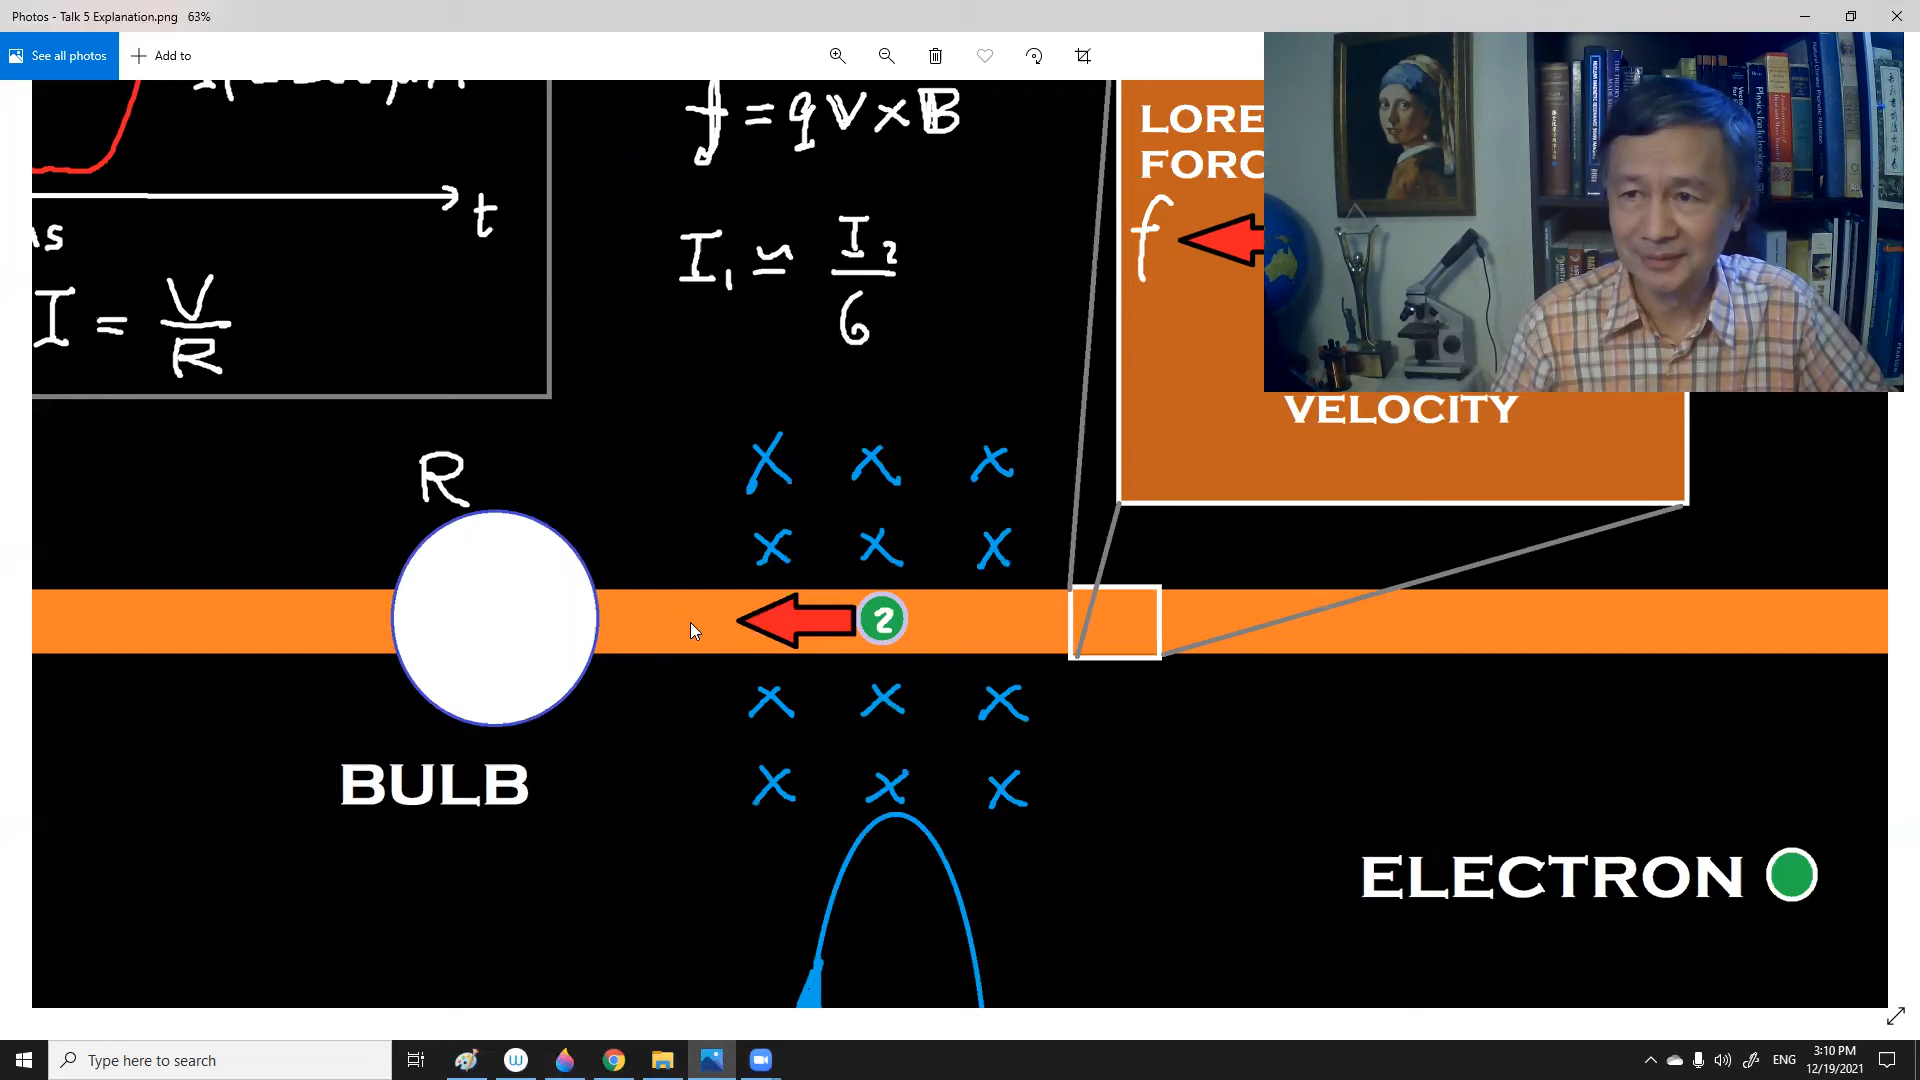 Photos - Talk 5 Explanation.png 63%
See all photos
Add to
f = qV×B
LORE
FORC
f
t
I₁ ≃ I₂/6
I = V/R
VELOCITY
R
x x x
x x x
2
x x x
x x x
BULB
ELECTRON
Type here to search
ENG
3:10 PM
12/19/2021